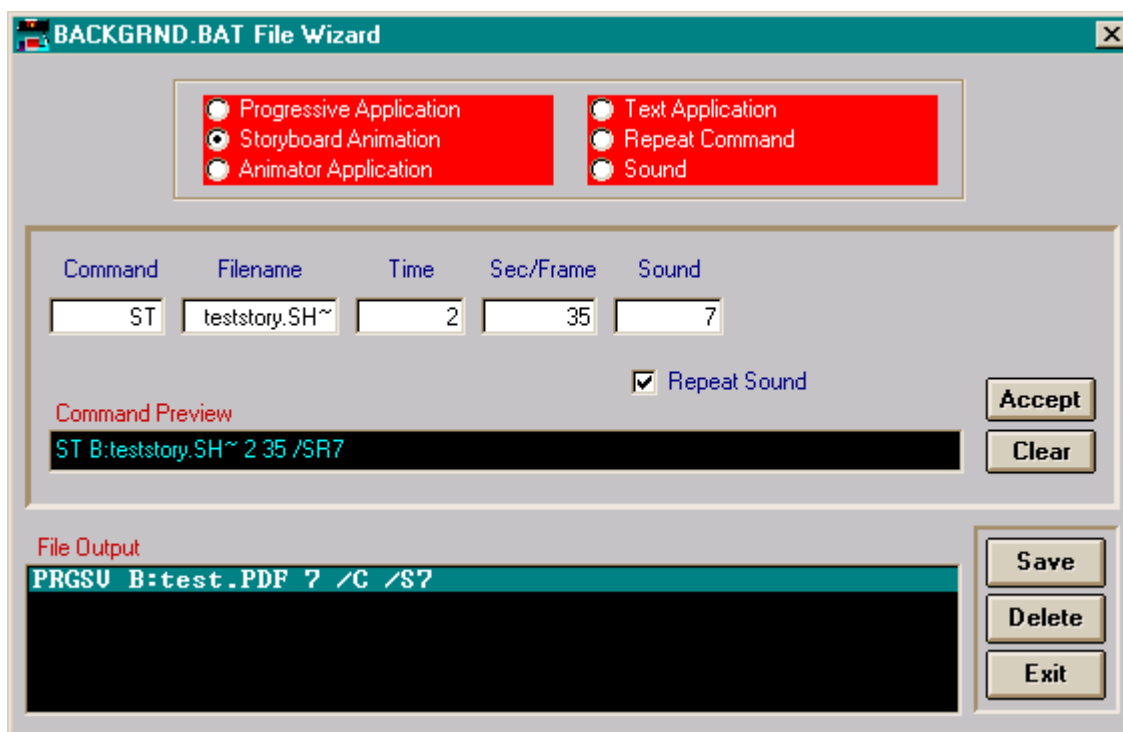 BACKGRND.BAT File Wizard
Progressive Application
Storyboard Animation
Animator Application
Text Application
Repeat Command
Sound
Command Filename Time Sec/Frame Sound
ST teststory.SH~ 2 35 7
Repeat Sound
Accept
Command Preview
ST B:teststory.SH~ 2 35 /SR7
Clear
File Output
PRGSV B:test.PDF 7 /C /S7
Save
Delete
Exit